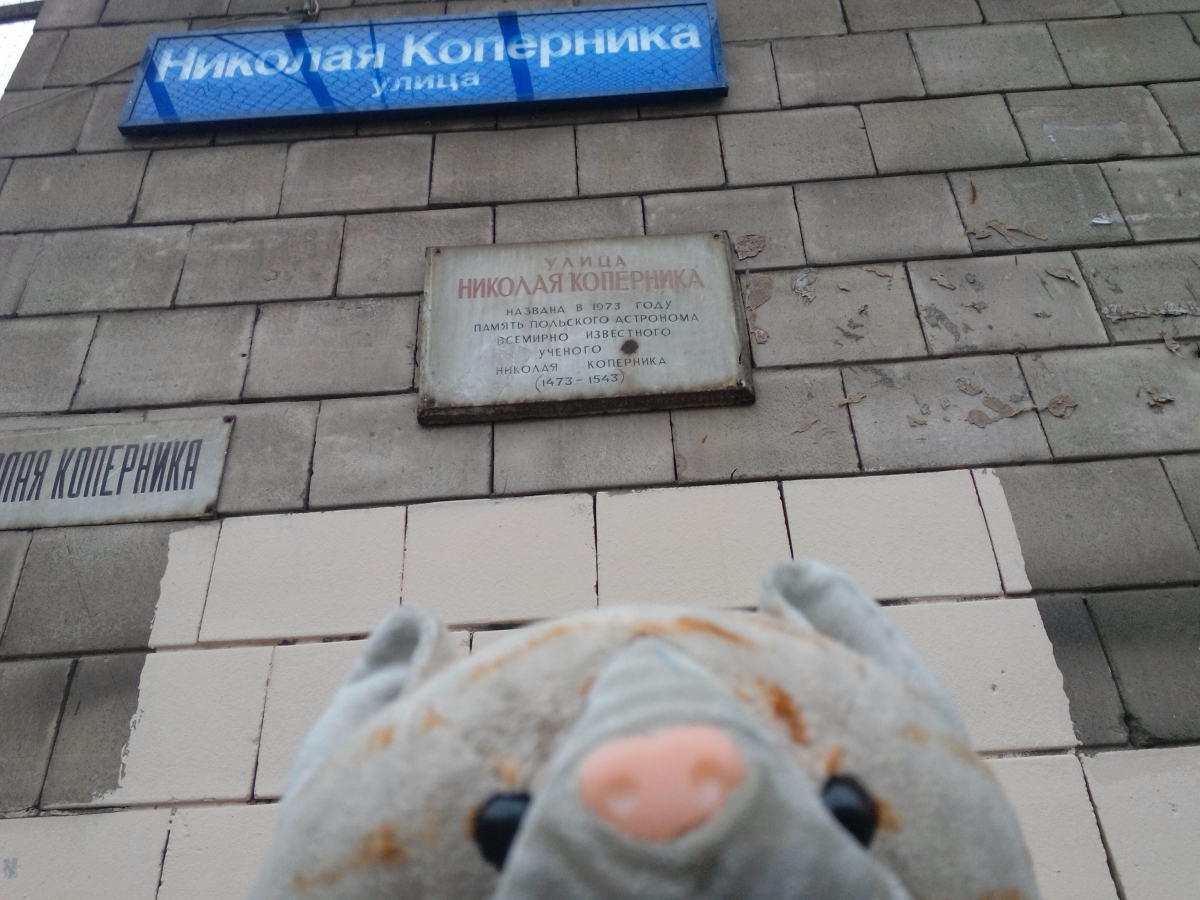 Николая Коперника
улица
УЛИЦА
НИКОЛАЯ КОПЕРНИКА
НАЗВАНА В 1973 ГОДУ
ПАМЯТЬ ПОЛЬСКОГО АСТРОНОМА
ВСЕМИРНО ИЗВЕСТНОГО
УЧЕНОГО
НИКОЛАЯ КОПЕРНИКА
(1473-1543)
ЛАЯ КОПЕРНИКА